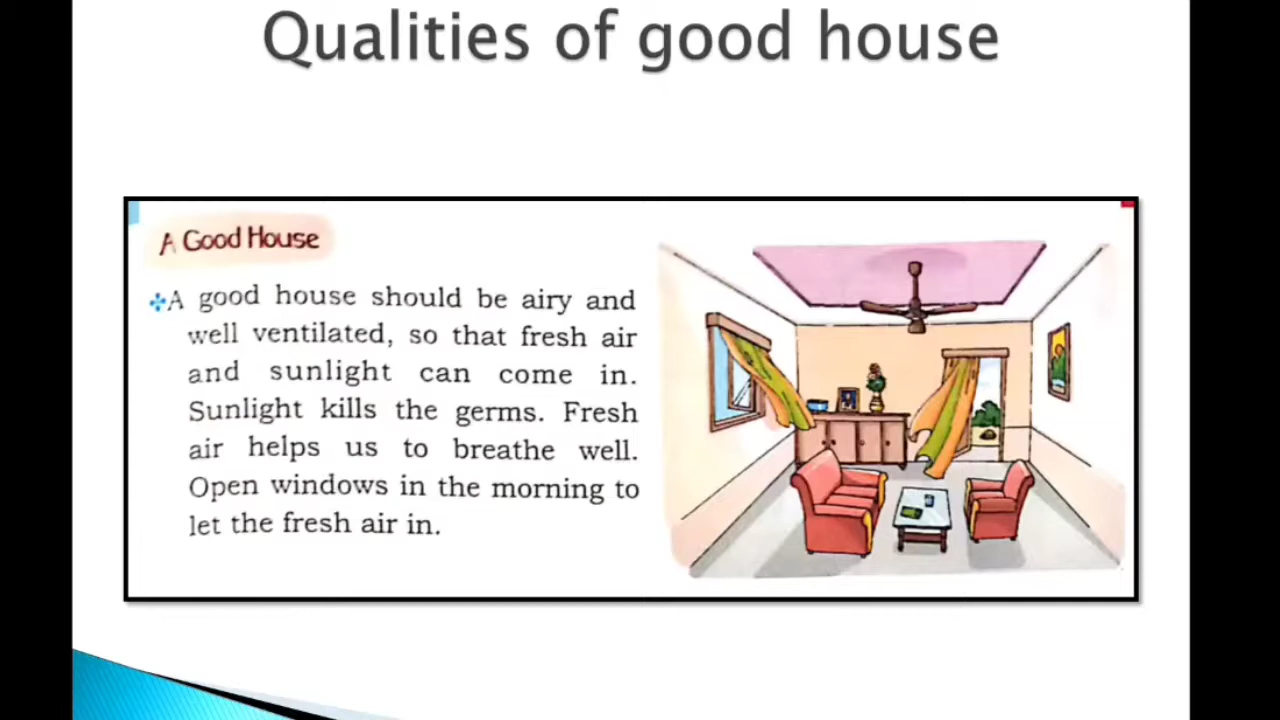 Qualities of good house
A Good House
A good house should be airy and
well ventilated, so that fresh air
and sunlight can come in.
Sunlight kills the germs. Fresh
air helps us to breathe well.
Open windows in the morning to
let the fresh air in.